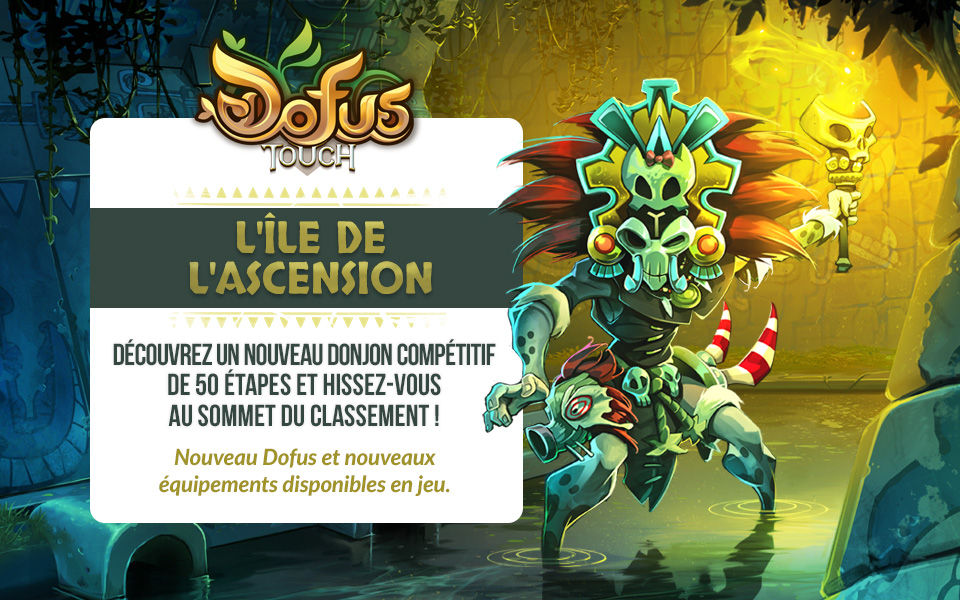 DOFUS
TOUCH
L'ÎLE DE
L'ASCENSION
DÉCOUVREZ UN NOUVEAU DONJON COMPÉTITIF
DE 50 ÉTAPES ET HISSEZ-VOUS
AU SOMMET DU CLASSEMENT !
Nouveau Dofus et nouveaux
équipements disponibles en jeu.